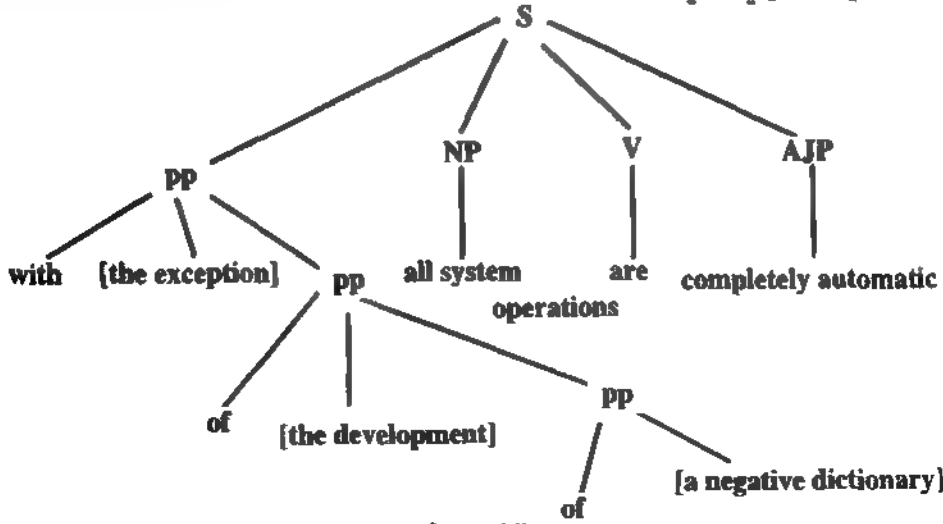 S
NP V AJP
pp
with [the exception] pp all system are completely automatic
operations
pp
of [the development]
[a negative dictionary]
of